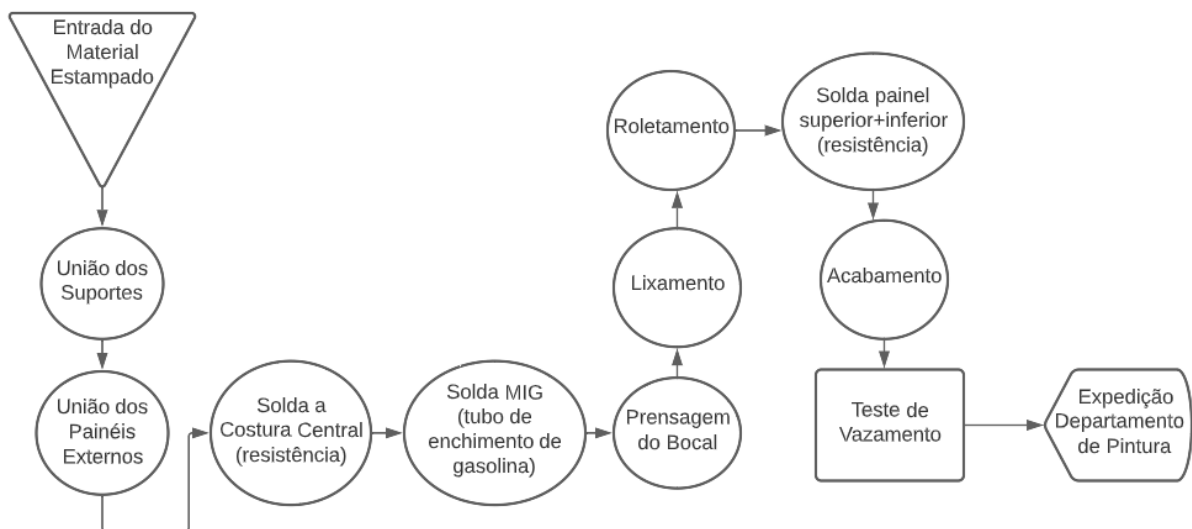 Entrada do
Material
Estampado
União dos
Suportes
União dos
Painéis
Externos
Solda a
Costura Central
(resistência)
Solda MIG
(tubo de
enchimento de
gasolina)
Prensagem
do Bocal
Lixamento
Roletamento
Solda painel
superior+inferior
(resistência)
Acabamento
Teste de
Vazamento
Expedição
Departamento
de Pintura